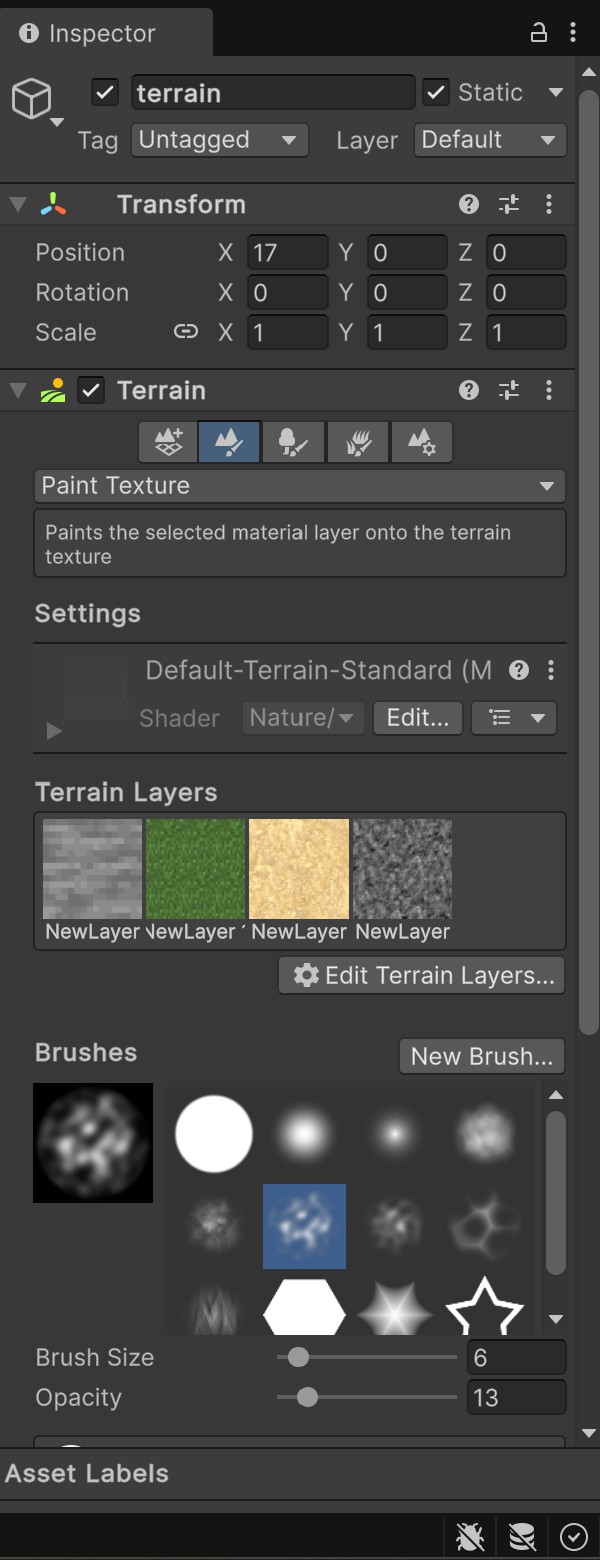 Inspector
terrain Static
Tag Untagged Layer Default
Transform
Position X 17 Y 0 Z 0
Rotation X 0 Y 0 Z 0
Scale X 1 Y 1 Z 1
Terrain
Paint Texture
Paints the selected material layer onto the terrain
texture
Settings
Default-Terrain-Standard (M
Shader Nature/ Edit...
Terrain Layers
NewLayer NewLayer NewLayer NewLayer
Edit Terrain Layers...
Brushes New Brush...
Brush Size 6
Opacity 13
Asset Labels